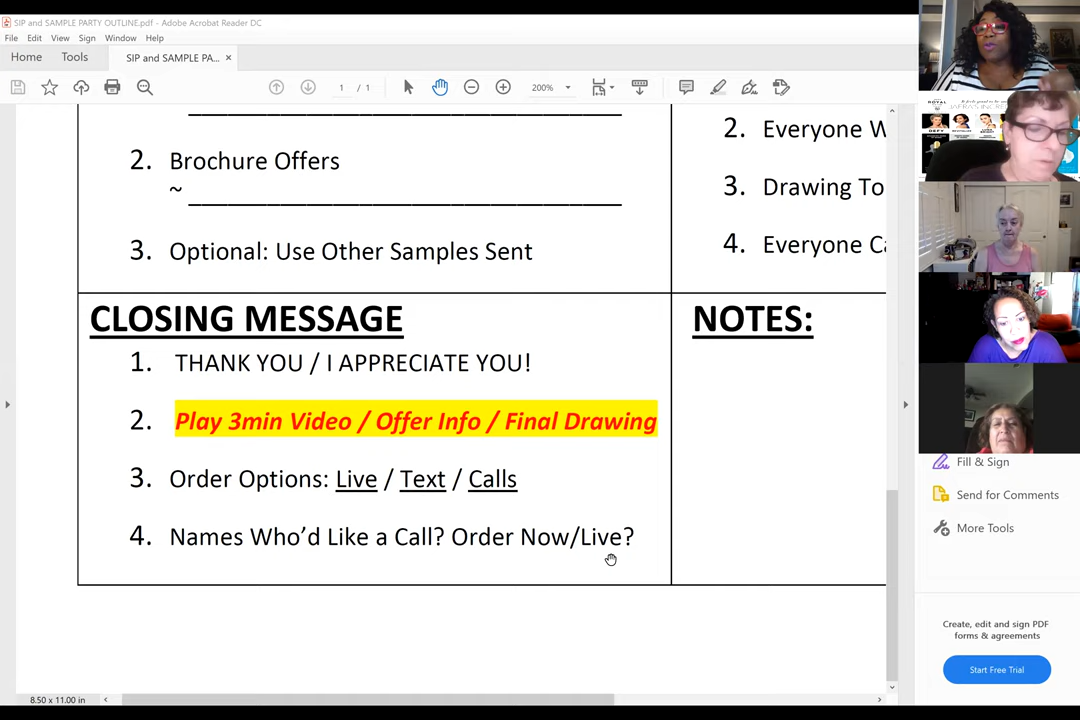 SIP and SAMPLE PARTY OUTLINE.pdf - Adobe Acrobat Reader DC
File Edit View Sign Window Help
Home Tools SIP and SAMPLE PA... ×
1 / 1 200%
2. Brochure Offers
~ ___________________________________
3. Optional: Use Other Samples Sent
2. Everyone W
3. Drawing To
4. Everyone Ca
CLOSING MESSAGE
1. THANK YOU / I APPRECIATE YOU!
2. Play 3min Video / Offer Info / Final Drawing
3. Order Options: Live / Text / Calls
4. Names Who'd Like a Call? Order Now/Live?
NOTES:
ROYAL
DEFY
Fill & Sign
Send for Comments
More Tools
Create, edit and sign PDF
forms & agreements
Start Free Trial
8.50 x 11.00 in